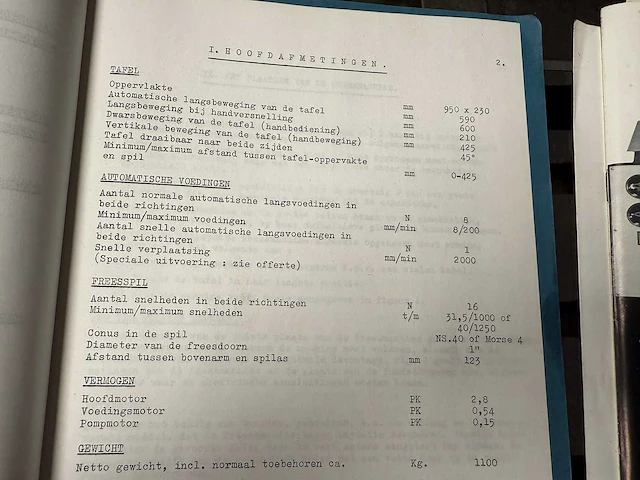 I. HOOFDAFMETINGEN.
2.
TAFEL
Oppervlakte mm 950 x 230
Automatische langsbeweging van de tafel mm 590
Langsbeweging bij handversnelling mm 600
Dwarsbeweging van de tafel (handbediening) mm 210
Vertikale beweging van de tafel (handbeweging) mm 425
Tafel draaibaar naar beide zijden 45°
Minimum/maximum afstand tussen tafel-oppervakte
en spil mm 0-425
AUTOMATISCHE VOEDINGEN
Aantal normale automatische langsvoedingen in
beide richtingen N 8
Minimum/maximum voedingen mm/min 8/200
Aantal snelle automatische langsvoedingen in
beide richtingen N 1
Snelle verplaatsing mm/min 2000
(Speciale uitvoering : zie offerte)
FREESSPIL
Aantal snelheden in beide richtingen N 16
Minimum/maximum snelheden t/m 31,5/1000 of
40/1250
Conus in de spil NS.40 of Morse 4
Diameter van de freesdoorn 1"
Afstand tussen bovenarm en spilas mm 123
VERMOGEN
Hoofdmotor PK 2,8
Voedingsmotor PK 0,54
Pompmotor PK 0,15
GEWICHT
Netto gewicht, incl. normaal toebehoren ca. Kg. 1100